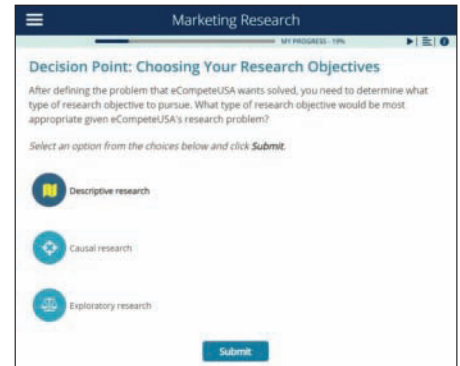 Marketing Research
MY PROGRESS - 19%
Decision Point: Choosing Your Research Objectives
After defining the problem that eCompeteUSA wants solved, you need to determine what
type of research objective to pursue. What type of research objective would be most
appropriate given eCompeteUSA's research problem?
Select an option from the choices below and click Submit.
Descriptive research
Causal research
Exploratory research
Submit